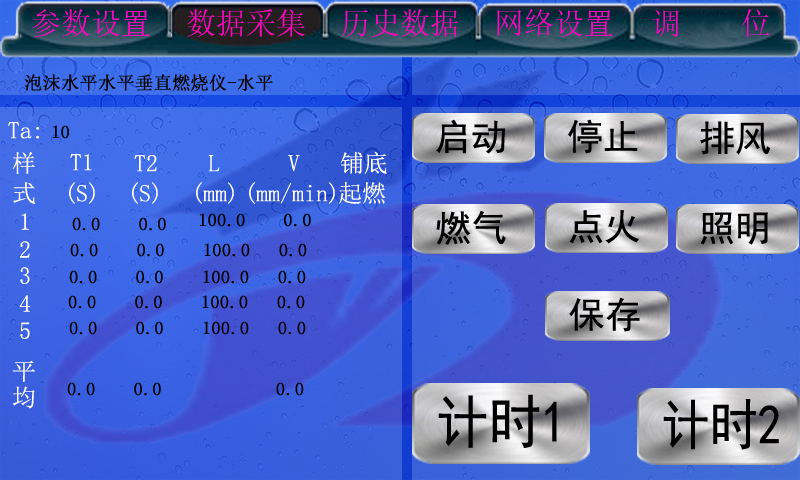 参数设置 数据采集 历史数据 网络设置 调 位
泡沫水平水平垂直燃烧仪-水平
Ta: 10
样式 T1(S) T2(S) L(mm) V(mm/min) 铺底起燃
1 0.0 0.0 100.0 0.0
2 0.0 0.0 100.0 0.0
3 0.0 0.0 100.0 0.0
4 0.0 0.0 100.0 0.0
5 0.0 0.0 100.0 0.0
平均 0.0 0.0 0.0
启动 停止 排风
燃气 点火 照明
保存
计时1 计时2